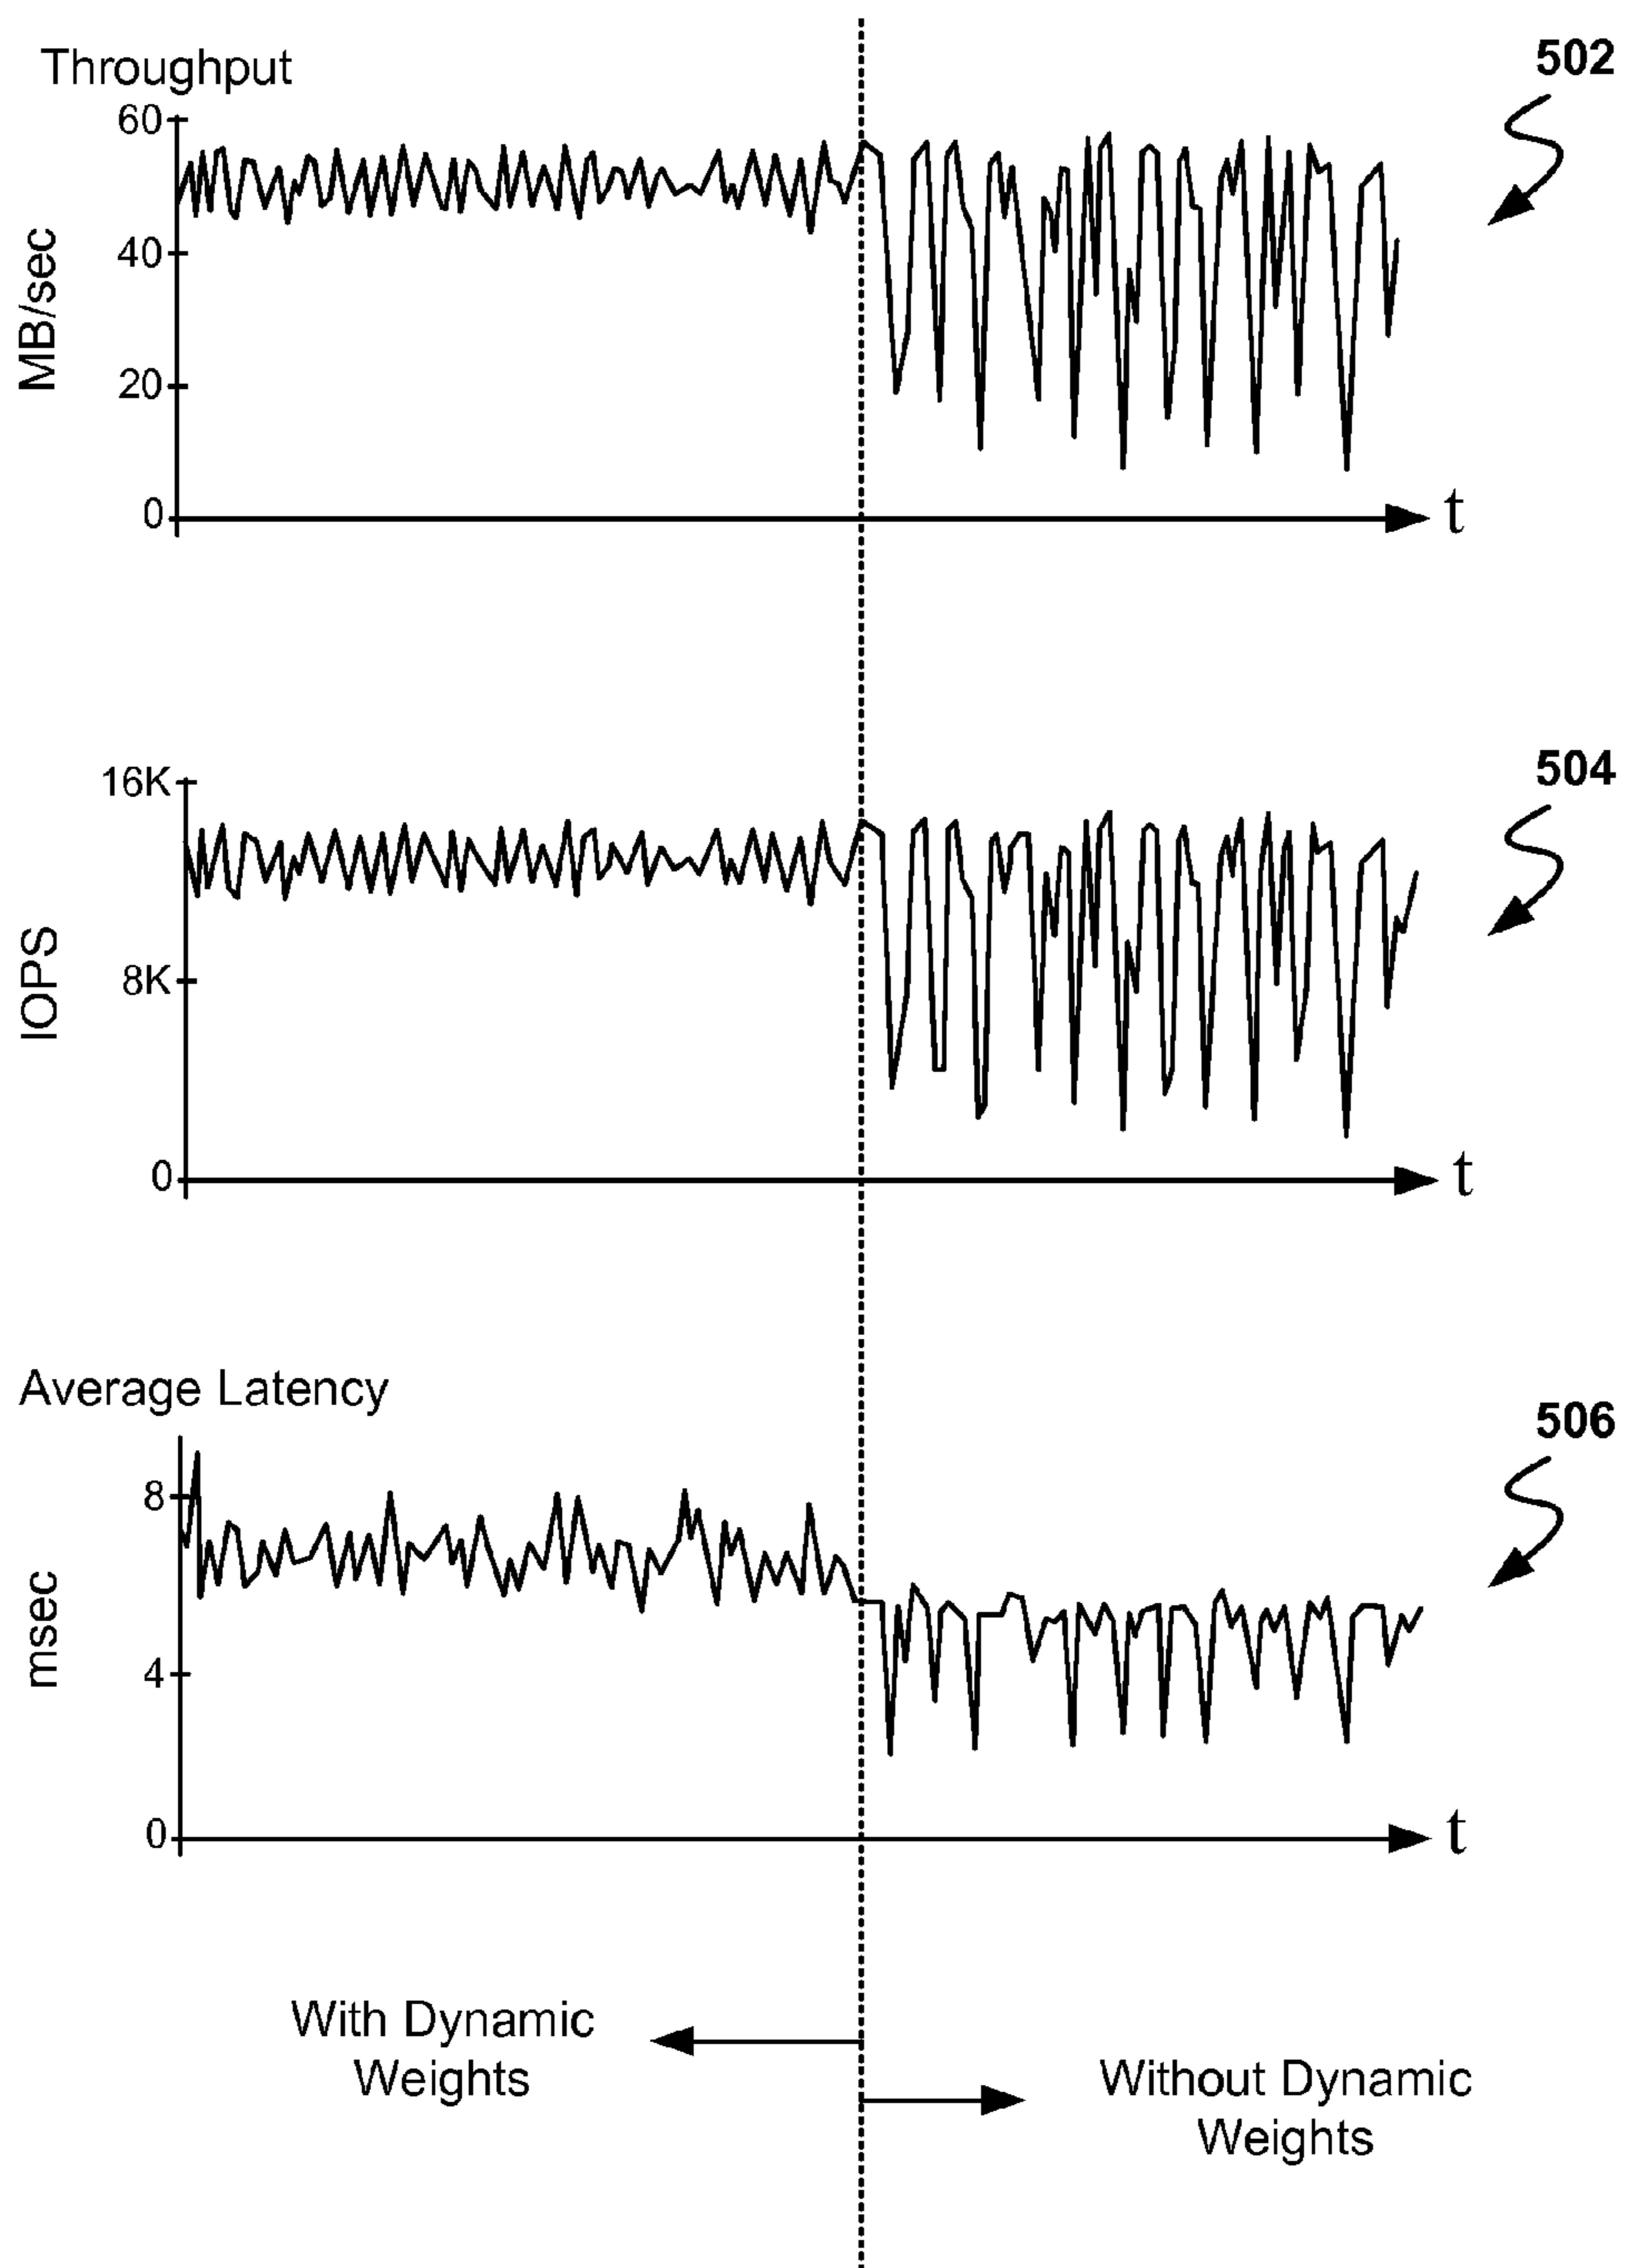 Throughput
502
60
40
20
0
MB/sec
t
504
16K
8K
0
IOPS
t
Average Latency
506
8
4
0
msec
t
With Dynamic
Weights
Without Dynamic
Weights